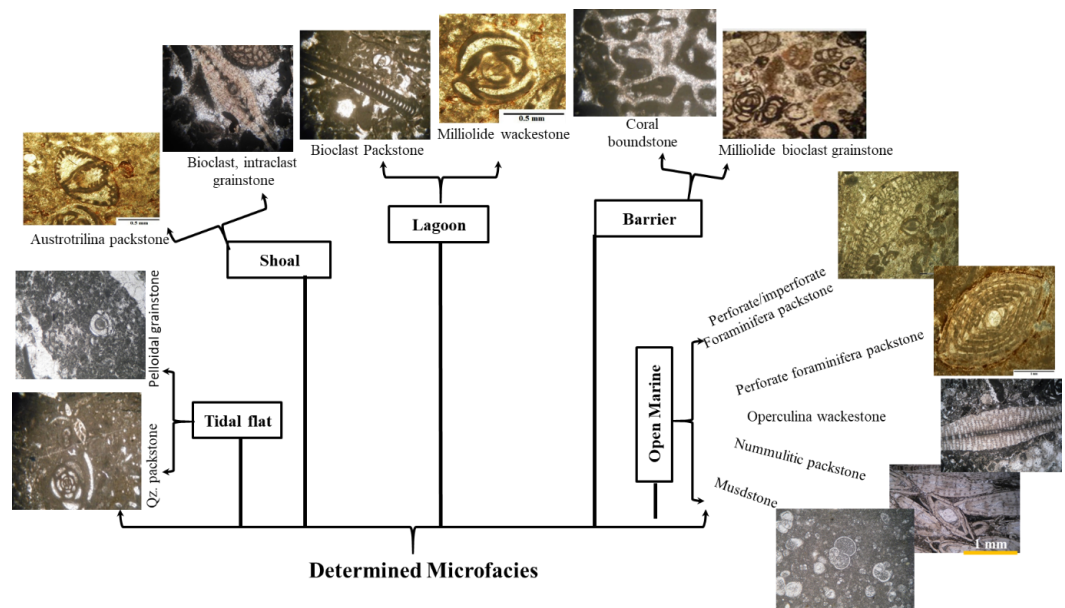 0.5 mm
Milliolide wackestone
Bioclast Packstone
Coral
boundstone
Milliolide bioclast grainstone
Bioclast, intraclast
grainstone
0.5 mm
Austrotrilina packstone
Shoal
Lagoon
Barrier
Pelloidal grainstone
Qz. packstone
Tidal flat
Open Marine
Perforate/imperforate
Foraminifera packstone
Perforate foraminifera packstone
Operculina wackestone
Nummulitic packstone
Musdstone
1 mm
Determined Microfacies